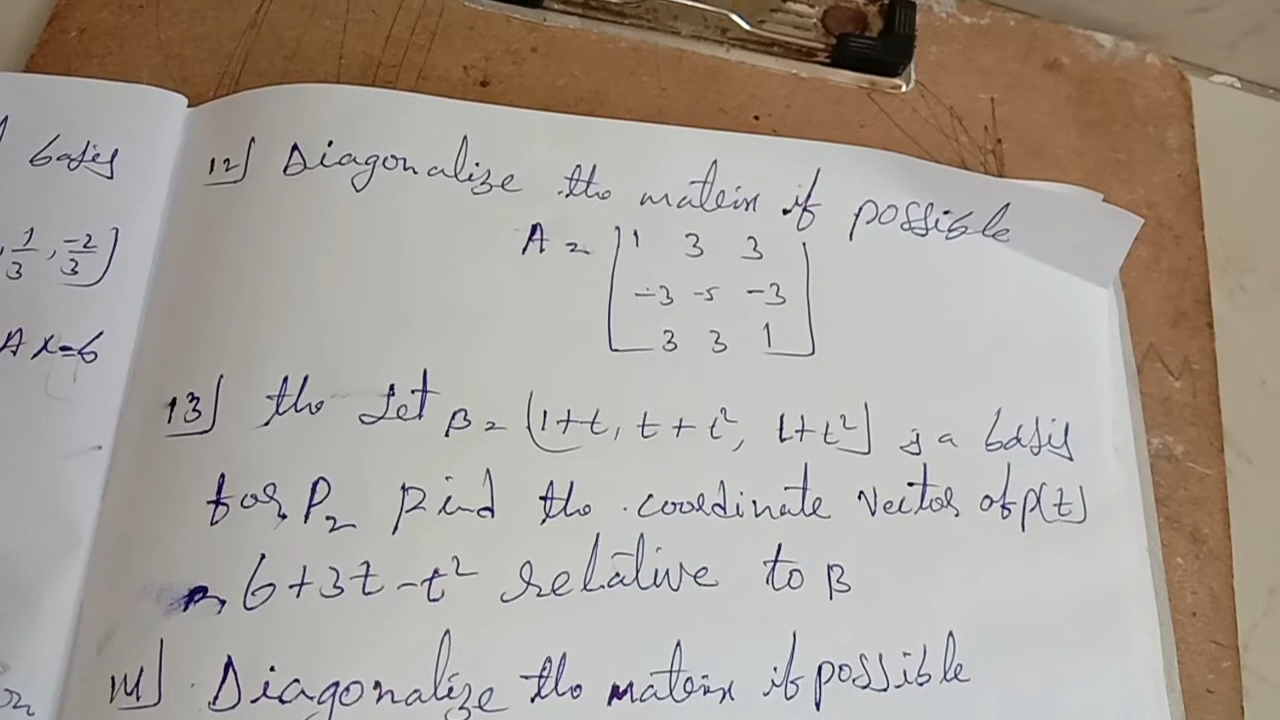 basis
, 1/3, -2/3]
Ax=b
12] Diagonalize the matrix if possible
A = [1 3 3
-3 -5 -3
3 3 1]
13] the Let B = [1+t, t+t², 1+t²] is a basis
for P₂ Find the coordinate vector of p(t)
= 6+3t-t² relative to B
14] Diagonalize the matrix if possible